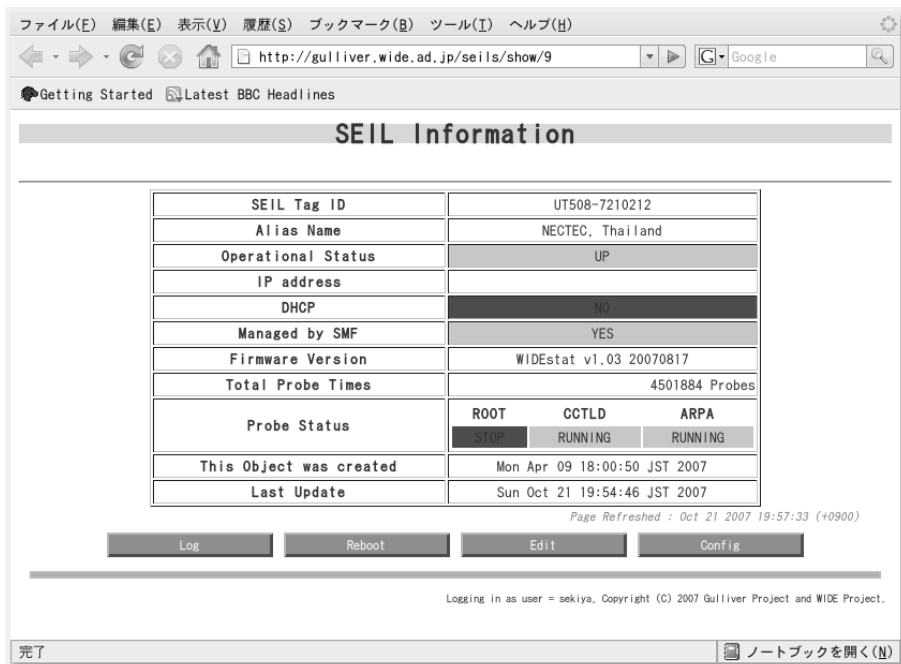 ファイル(F) 編集(E) 表示(V) 履歴(S) ブックマーク(B) ツール(T) ヘルプ(H)
http://gulliver.wide.ad.jp/seils/show/9 G Google
Getting Started Latest BBC Headlines
SEIL Information
SEIL Tag ID UT508-7210212
Alias Name NECTEC, Thailand
Operational Status UP
IP address
DHCP NO
Managed by SMF YES
Firmware Version WIDEstat v1.03 20070817
Total Probe Times 4501884 Probes
Probe Status ROOT CCTLD ARPA
STOP RUNNING RUNNING
This Object was created Mon Apr 09 18:00:50 JST 2007
Last Update Sun Oct 21 19:54:46 JST 2007
Page Refreshed : Oct 21 2007 19:57:33 (+0900)
Log Reboot Edit Config
Logging in as user = sekiya, Copyright (C) 2007 Gulliver Project and WIDE Project.
完了 ノートブックを開く(N)